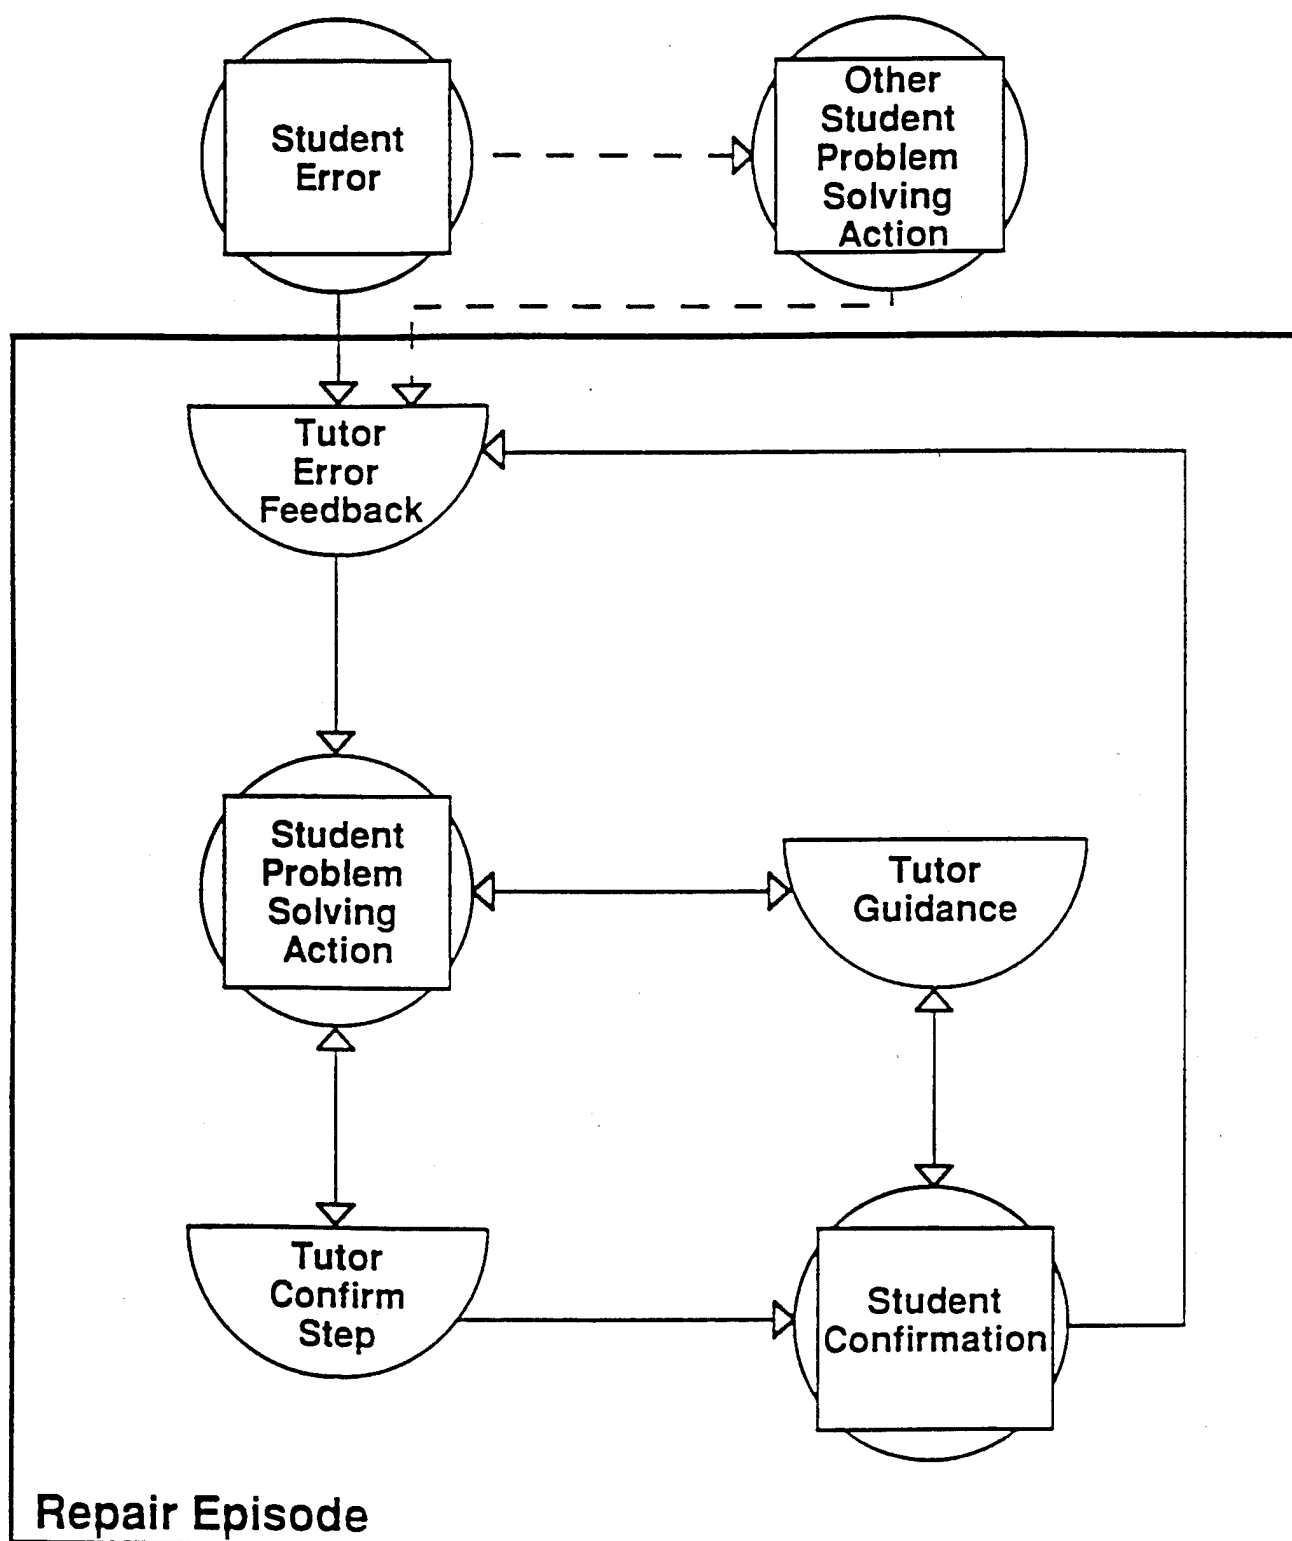 Student
Error
Other
Student
Problem
Solving
Action
Tutor
Error
Feedback
Student
Problem
Solving
Action
Tutor
Guidance
Tutor
Confirm
Step
Student
Confirmation
Repair Episode